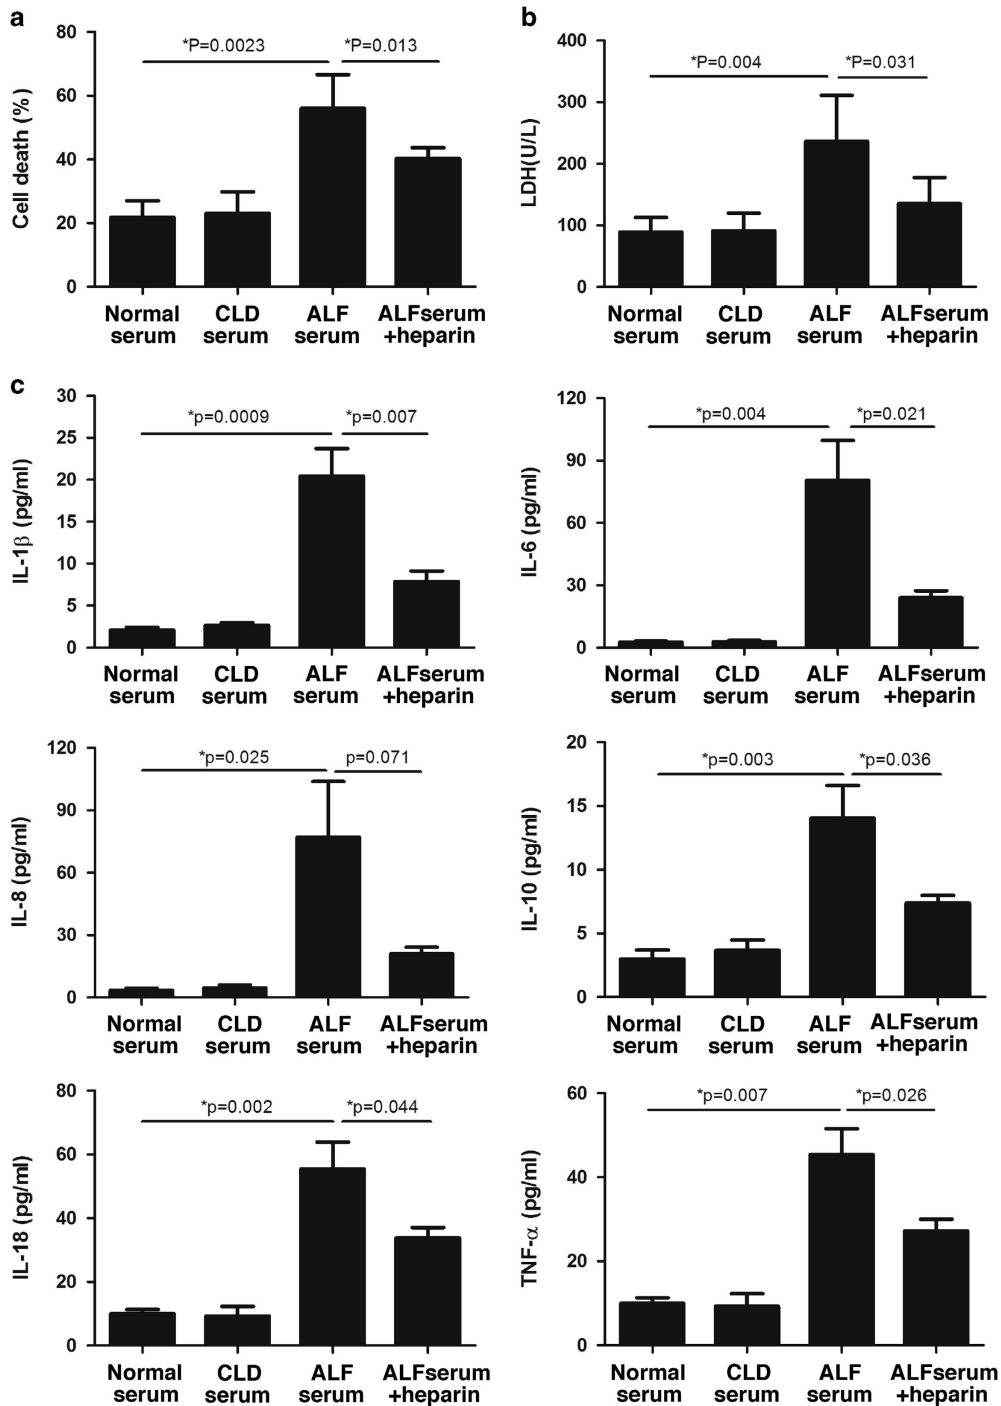 a
80
60
40
20
0
Cell death (%)
*P=0.0023
*P=0.013
Normal
serum
CLD
serum
ALF
serum
ALFserum
+heparin
b
400
300
200
100
0
LDH(U/L)
*P=0.004
*P=0.031
Normal
serum
CLD
serum
ALF
serum
ALFserum
+heparin
c
30
25
20
15
10
5
0
IL-1β (pg/ml)
*p=0.0009
*p=0.007
Normal
serum
CLD
serum
ALF
serum
ALFserum
+heparin
120
90
60
30
0
IL-6 (pg/ml)
*p=0.004
*p=0.021
Normal
serum
CLD
serum
ALF
serum
ALFserum
+heparin
120
90
60
30
0
IL-8 (pg/ml)
*p=0.025
p=0.071
Normal
serum
CLD
serum
ALF
serum
ALFserum
+heparin
20
15
10
5
0
IL-10 (pg/ml)
*p=0.003
*p=0.036
Normal
serum
CLD
serum
ALF
serum
ALFserum
+heparin
80
60
40
20
0
IL-18 (pg/ml)
*p=0.002
*p=0.044
Normal
serum
CLD
serum
ALF
serum
ALFserum
+heparin
60
40
20
0
TNF-α (pg/ml)
*p=0.007
*p=0.026
Normal
serum
CLD
serum
ALF
serum
ALFserum
+heparin